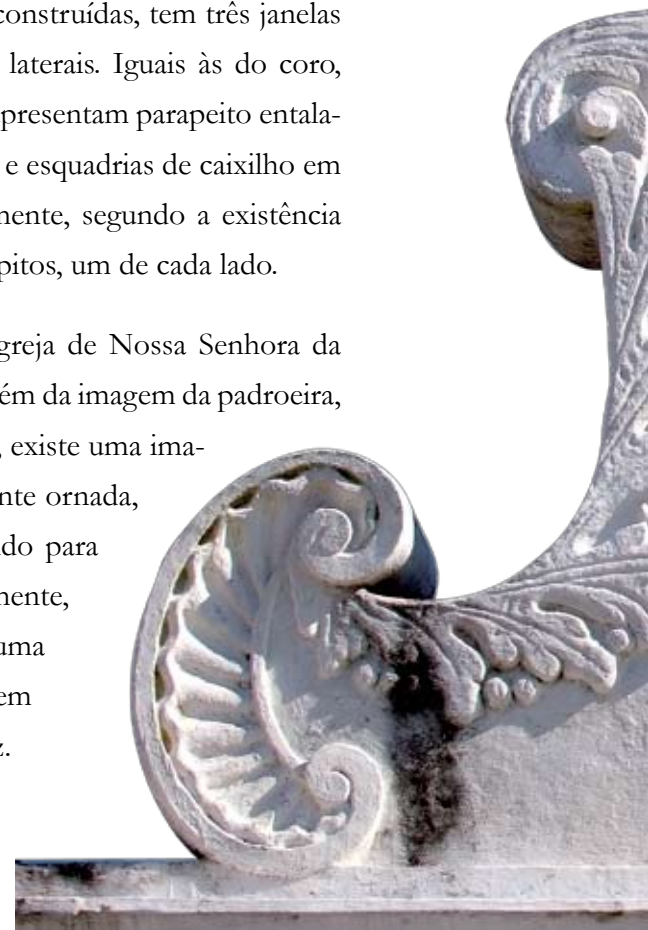 construídas, tem três janelas
laterais. Iguais às do coro,
presentam parapeito entala-
e esquadrias de caixilho em
mente, segundo a existência
pitos, um de cada lado.
greja de Nossa Senhora da
ém da imagem da padroeira,
, existe uma ima-
nte ornada,
do para
mente,
uma
em
z.